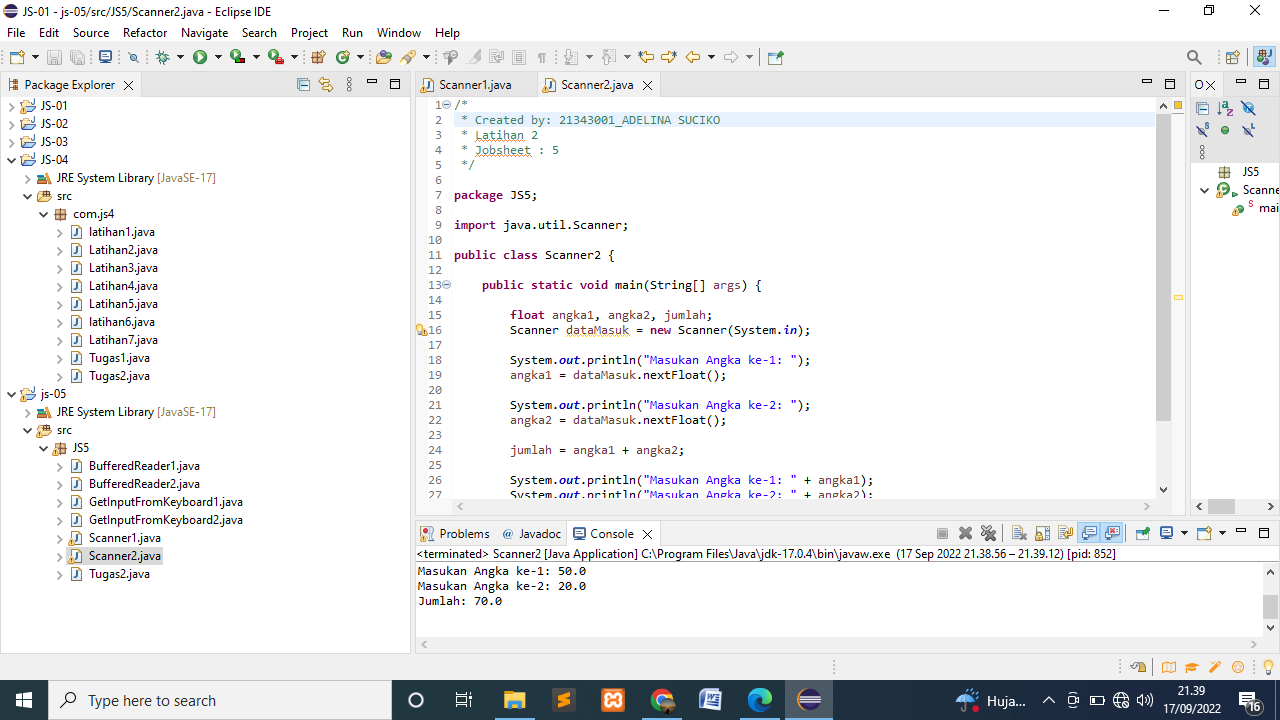 JS-01 - js-05/src/JS5/Scanner2.java - Eclipse IDE
File Edit Source Refactor Navigate Search Project Run Window Help
Package Explorer
JS-01
JS-02
JS-03
JS-04
JRE System Library [JavaSE-17]
src
com.js4
latihan1.java
Latihan2.java
Latihan3.java
Latihan4.java
Latihan5.java
latihan6.java
Latihan7.java
Tugas1.java
Tugas2.java
js-05
JRE System Library [JavaSE-17]
src
JS5
BufferedReader1.java
BufferedReader2.java
GetInputFromKeyboard1.java
GetInputFromKeyboard2.java
Scanner1.java
Scanner2.java
Tugas2.java
Scanner1.java Scanner2.java
1 /*
2 * Created by: 21343001_ADELINA SUCIKO
3 * Latihan 2
4 * Jobsheet : 5
5 */
6
7 package JS5;
8
9 import java.util.Scanner;
10
11 public class Scanner2 {
12
13 public static void main(String[] args) {
14
15 float angka1, angka2, jumlah;
16 Scanner dataMasuk = new Scanner(System.in);
17
18 System.out.println("Masukan Angka ke-1: ");
19 angka1 = dataMasuk.nextFloat();
20
21 System.out.println("Masukan Angka ke-2: ");
22 angka2 = dataMasuk.nextFloat();
23
24 jumlah = angka1 + angka2;
25
26 System.out.println("Masukan Angka ke-1: " + angka1);
27 System.out.println("Masukan Angka ke-2: " + angka2);
O
JS5
Scanne
mai
Problems @ Javadoc Console
<terminated> Scanner2 [Java Application] C:\Program Files\Java\jdk-17.0.4\bin\javaw.exe (17 Sep 2022 21.38.56 – 21.39.12) [pid: 852]
Masukan Angka ke-1: 50.0
Masukan Angka ke-2: 20.0
Jumlah: 70.0
Type here to search
Huja...
21.39
17/09/2022
16